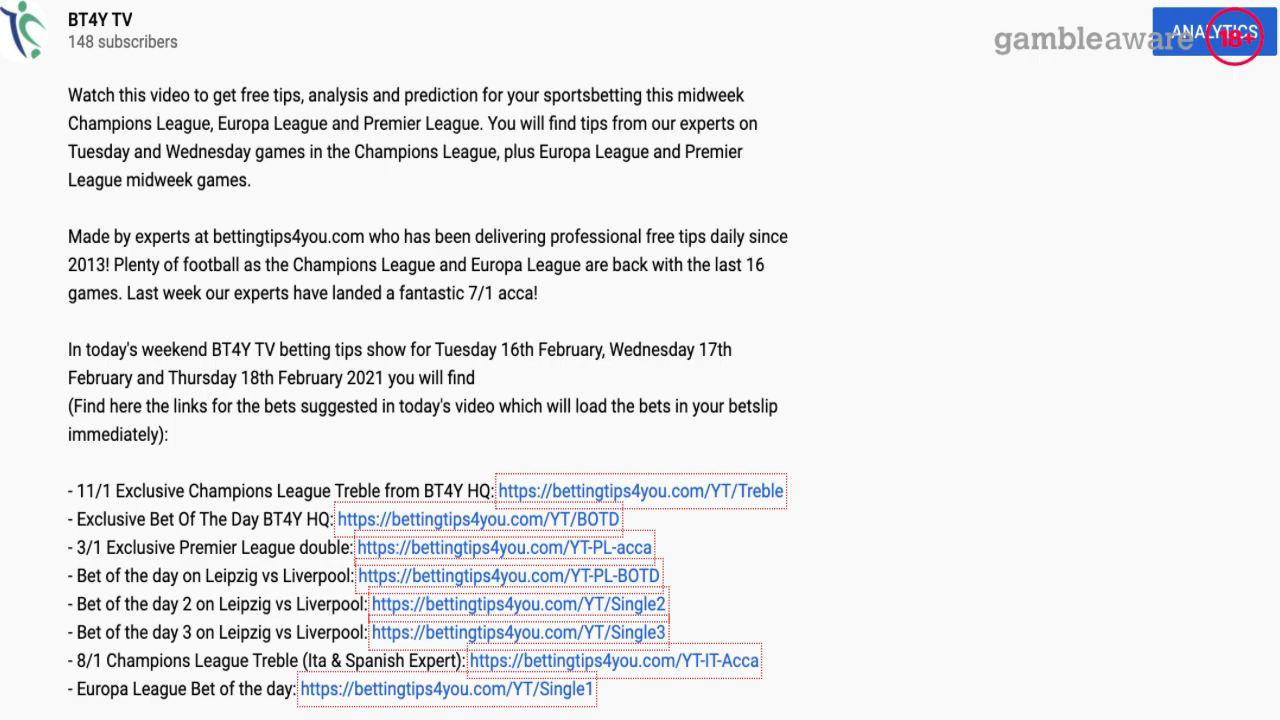 BT4Y TV
148 subscribers
gambleaware
ANALYTICS
18+
Watch this video to get free tips, analysis and prediction for your sportsbetting this midweek
Champions League, Europa League and Premier League. You will find tips from our experts on
Tuesday and Wednesday games in the Champions League, plus Europa League and Premier
League midweek games.
Made by experts at bettingtips4you.com who has been delivering professional free tips daily since
2013! Plenty of football as the Champions League and Europa League are back with the last 16
games. Last week our experts have landed a fantastic 7/1 acca!
In today's weekend BT4Y TV betting tips show for Tuesday 16th February, Wednesday 17th
February and Thursday 18th February 2021 you will find
(Find here the links for the bets suggested in today's video which will load the bets in your betslip
immediately):
- 11/1 Exclusive Champions League Treble from BT4Y HQ: https://bettingtips4you.com/YT/Treble
- Exclusive Bet Of The Day BT4Y HQ: https://bettingtips4you.com/YT/BOTD
- 3/1 Exclusive Premier League double: https://bettingtips4you.com/YT-PL-acca
- Bet of the day on Leipzig vs Liverpool: https://bettingtips4you.com/YT-PL-BOTD
- Bet of the day 2 on Leipzig vs Liverpool: https://bettingtips4you.com/YT/Single2
- Bet of the day 3 on Leipzig vs Liverpool: https://bettingtips4you.com/YT/Single3
- 8/1 Champions League Treble (Ita & Spanish Expert): https://bettingtips4you.com/YT-IT-Acca
- Europa League Bet of the day: https://bettingtips4you.com/YT/Single1